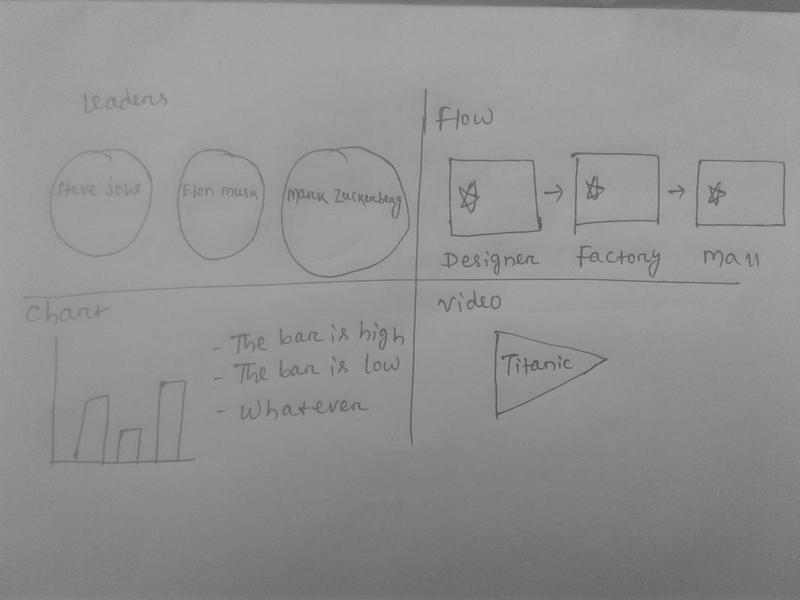 Leaders
Steve jobs
Elon musk
Mark Zuckerberg
Flow
Designer
Factory
Mall
Chart
- The bar is high
- The bar is low
- Whatever
Video
Titanic